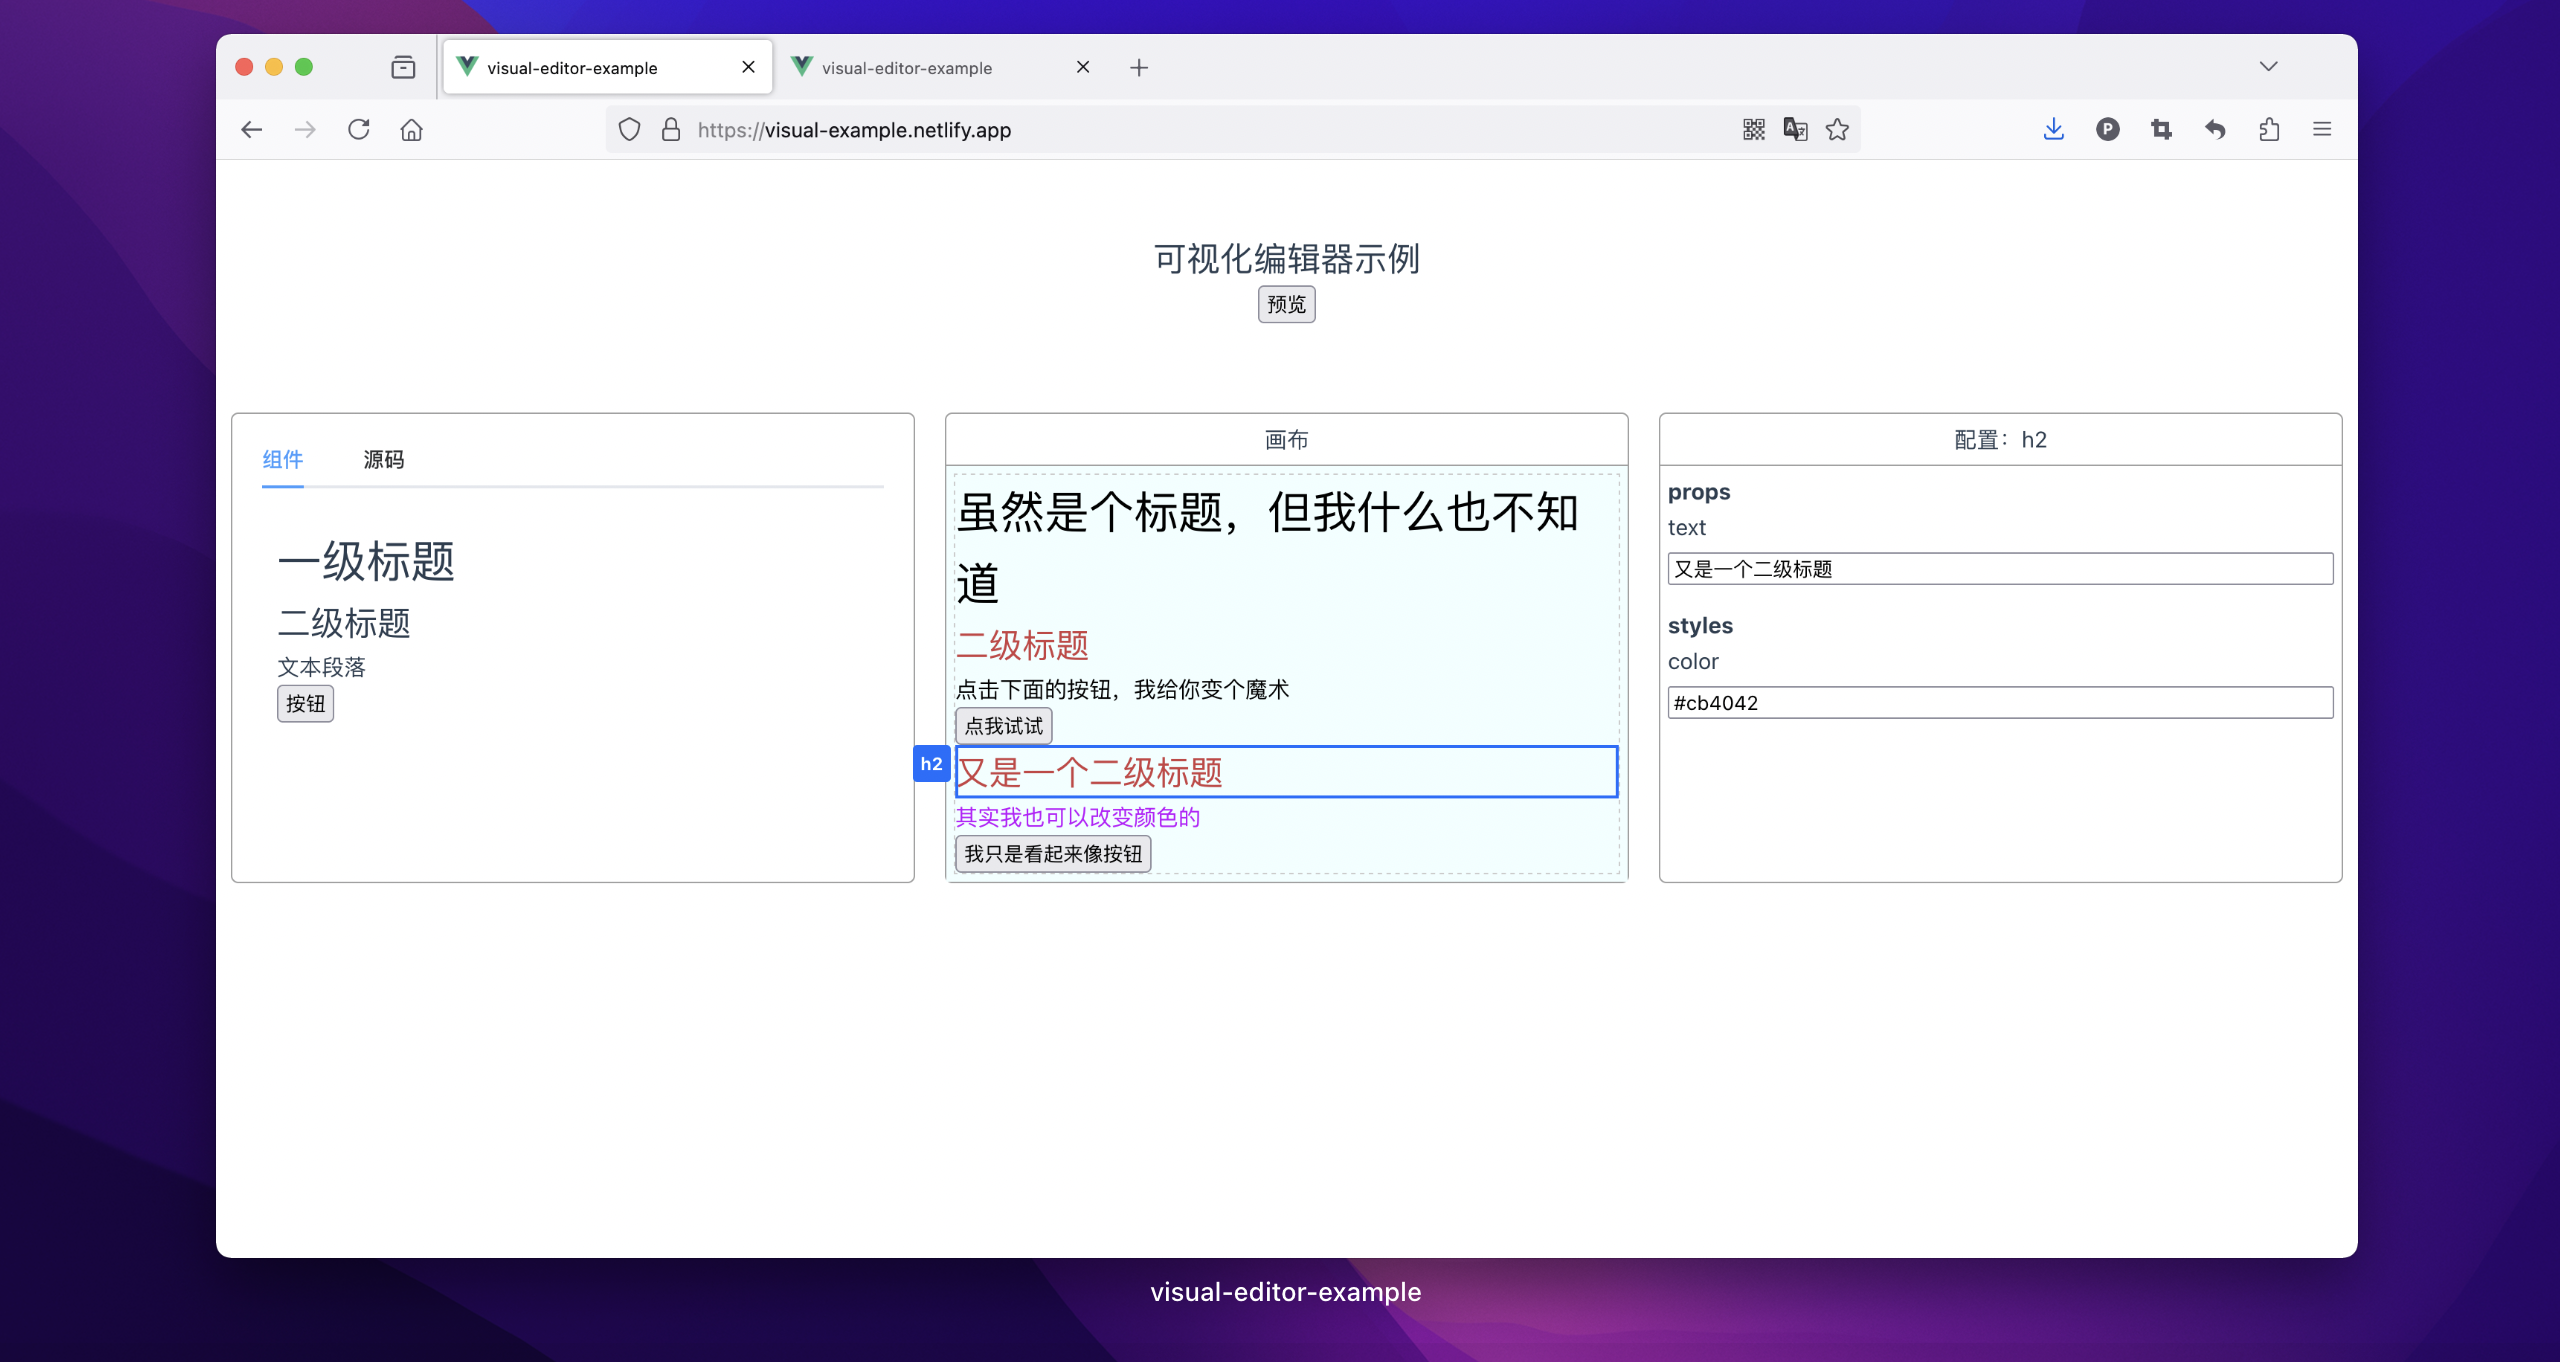 visual-editor-example
visual-editor-example
https://visual-example.netlify.app
P
可视化编辑器示例
预览
组件
源码
一级标题
二级标题
文本段落
按钮
画布
虽然是个标题，但我什么也不知
道
二级标题
点击下面的按钮，我给你变个魔术
点我试试
h2
又是一个二级标题
其实我也可以改变颜色的
我只是看起来像按钮
配置：h2
props
text
又是一个二级标题
styles
color
#cb4042
visual-editor-example